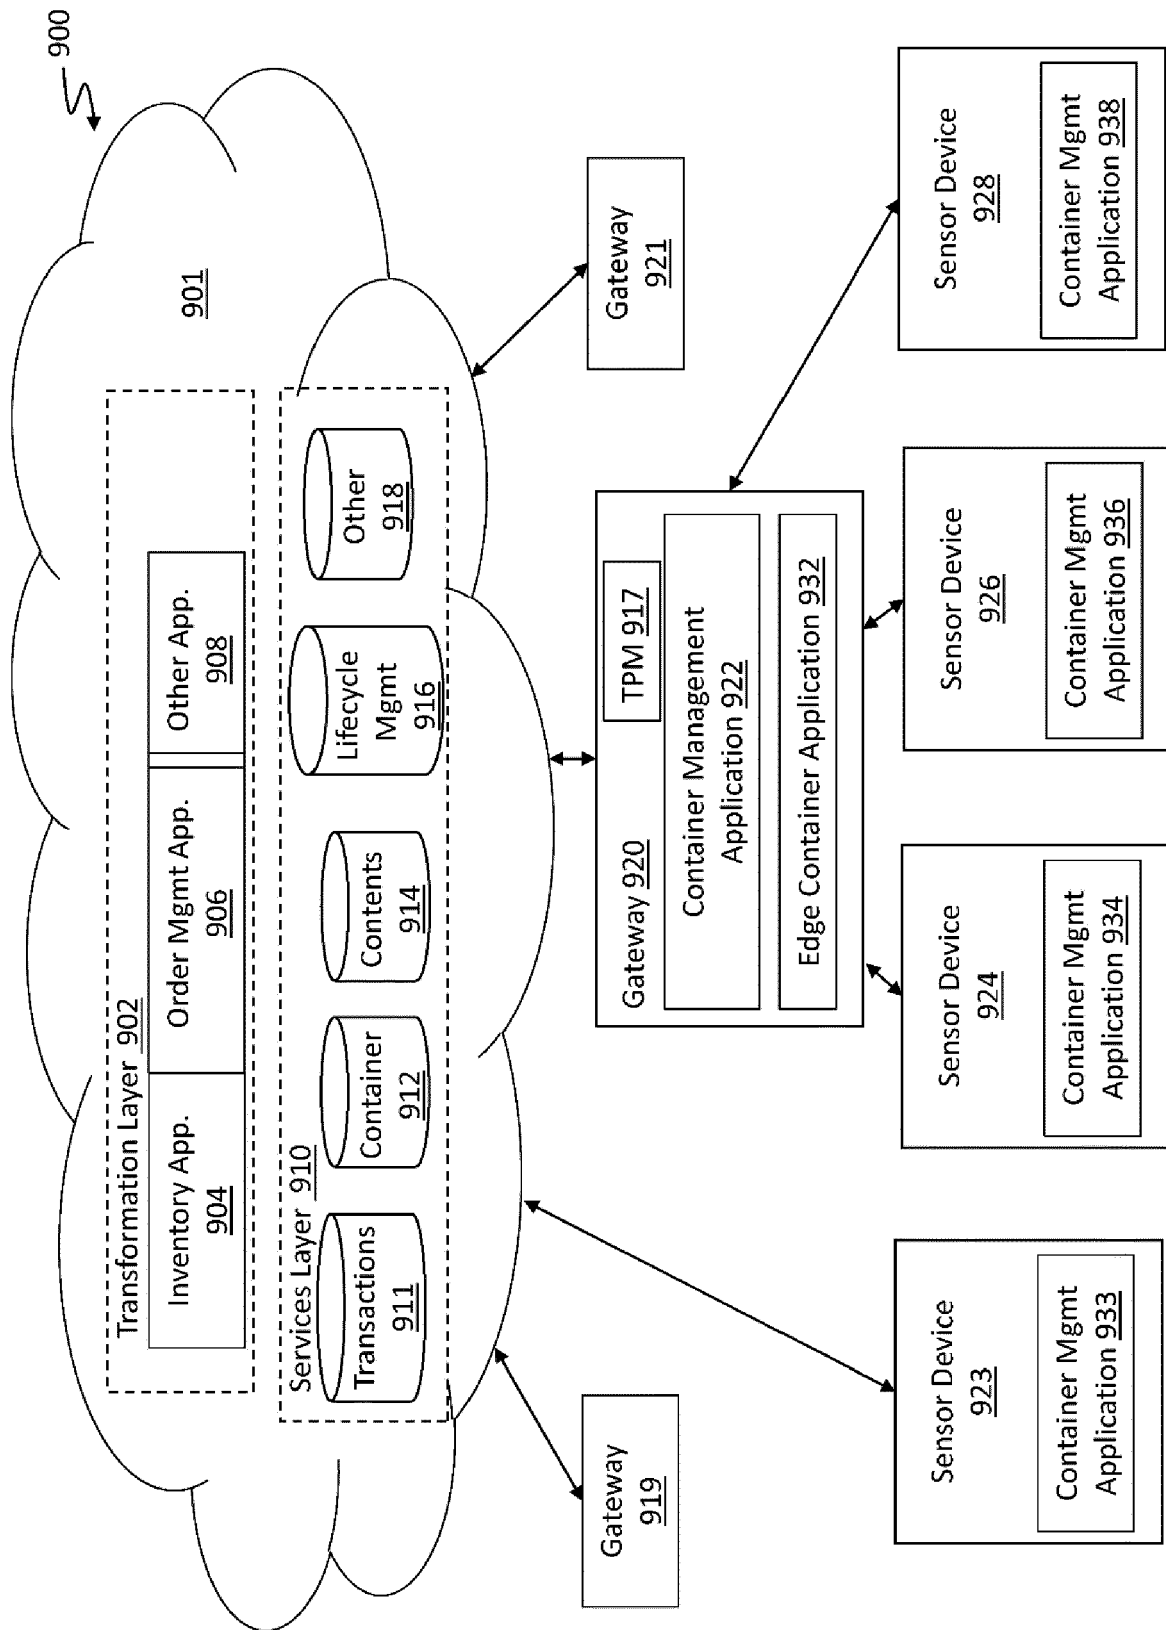 900
901
Transformation Layer 902
Inventory App.
904
Order Mgmt App.
906
Other App.
908
Services Layer 910
Transactions
911
Container
912
Contents
914
Lifecycle
Mgmt
916
Other
918
Gateway
919
Gateway 920
TPM 917
Container Management
Application 922
Edge Container Application 932
Gateway
921
Sensor Device
923
Container Mgmt
Application 933
Sensor Device
924
Container Mgmt
Application 934
Sensor Device
926
Container Mgmt
Application 936
Sensor Device
928
Container Mgmt
Application 938